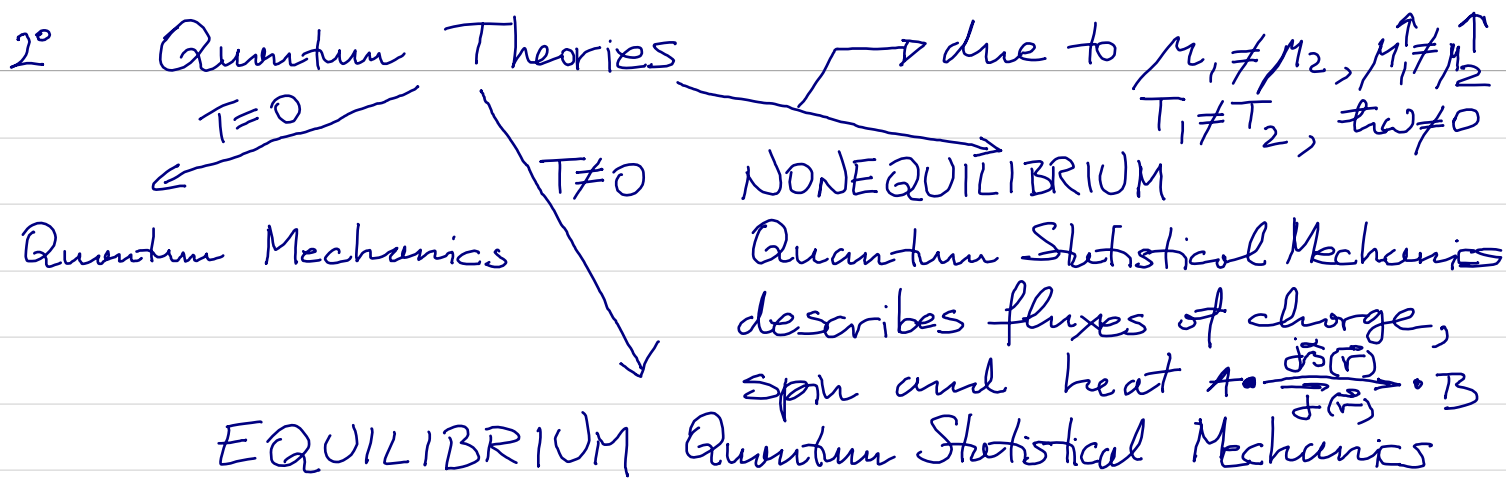 2° Quantum Theories due to μ₁ ≠ μ₂, μ₁↑ ≠ μ₂↑
T=0 T₁ ≠ T₂, ħω ≠ 0
T≠0 NONEQUILIBRIUM
Quantum Mechanics Quantum Statistical Mechanics
describes fluxes of charge,
spin and heat A • j⃗ˢ(r⃗) j⃗(r⃗) • B
EQUILIBRIUM Quantum Statistical Mechanics